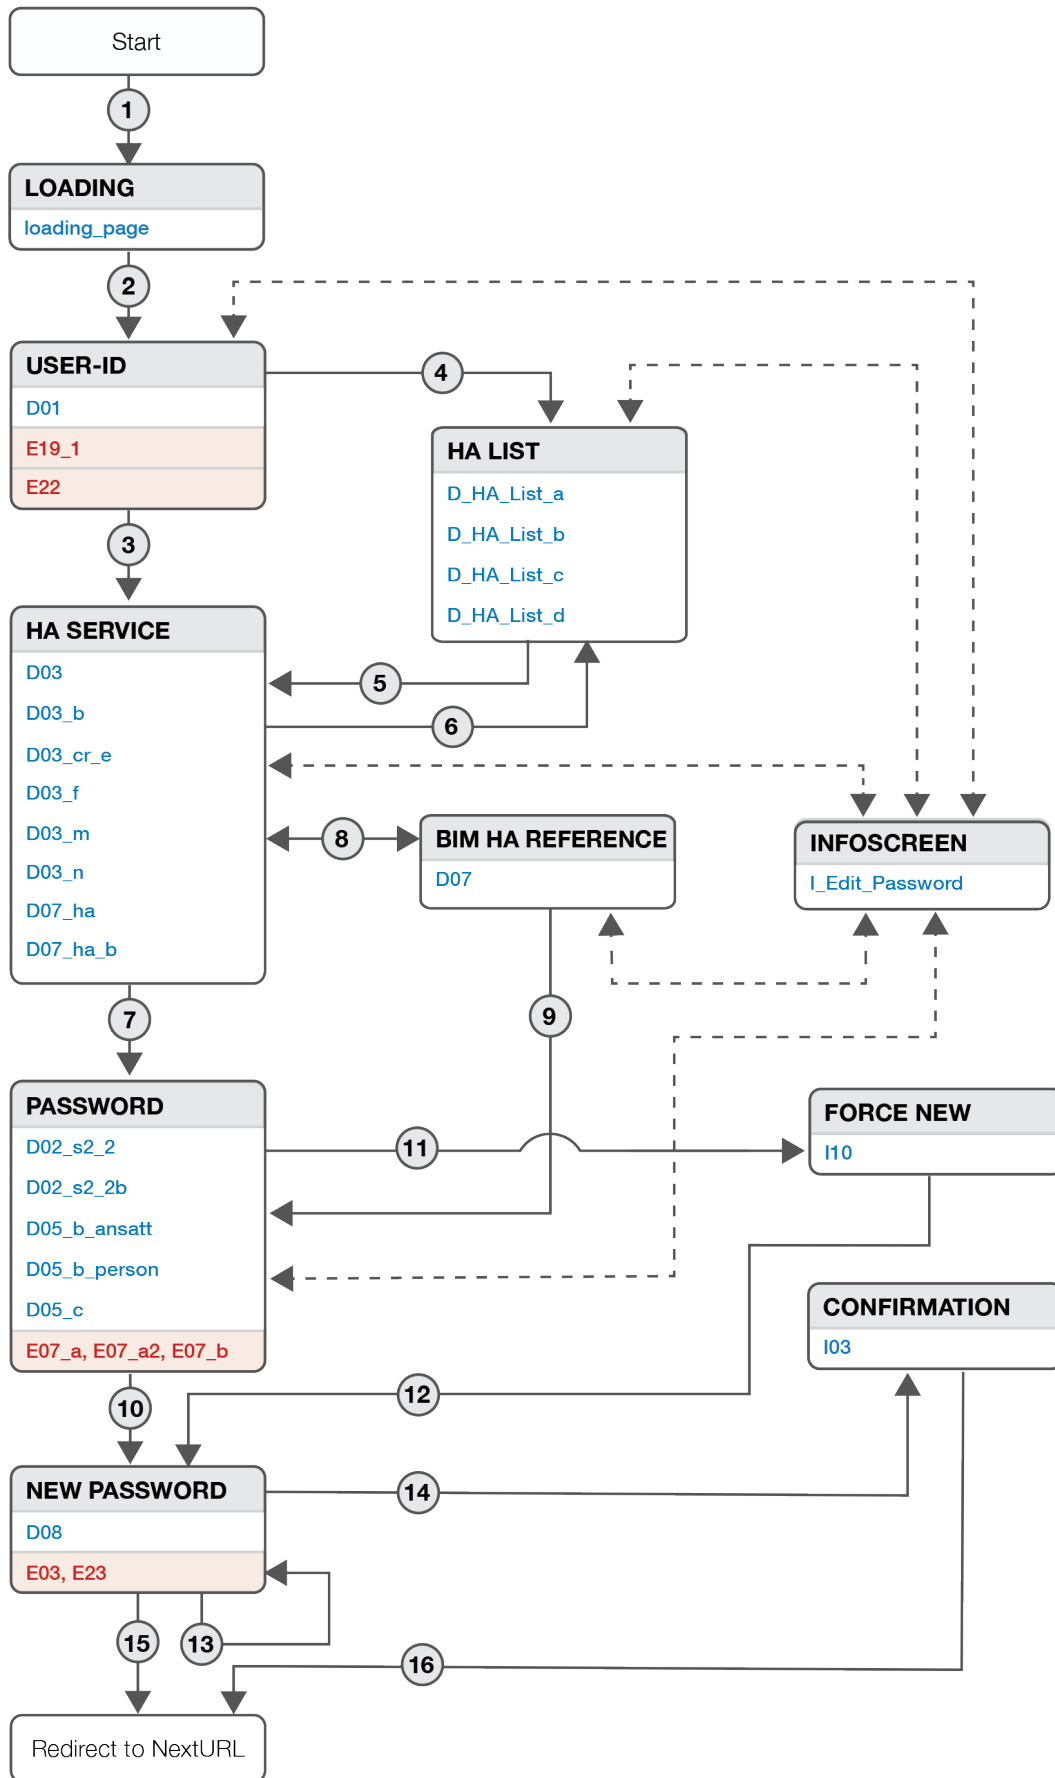 Start
1
LOADING
loading_page
2
USER-ID
D01
E19_1
E22
4
HA LIST
D_HA_List_a
D_HA_List_b
D_HA_List_c
D_HA_List_d
3
HA SERVICE
D03
D03_b
D03_cr_e
D03_f
D03_m
D03_n
D07_ha
D07_ha_b
5
6
8
BIM HA REFERENCE
D07
INFOSCREEN
I_Edit_Password
7
9
PASSWORD
D02_s2_2
D02_s2_2b
D05_b_ansatt
D05_b_person
D05_c
E07_a, E07_a2, E07_b
11
FORCE NEW
I10
CONFIRMATION
I03
10
12
NEW PASSWORD
D08
E03, E23
14
15
13
16
Redirect to NextURL